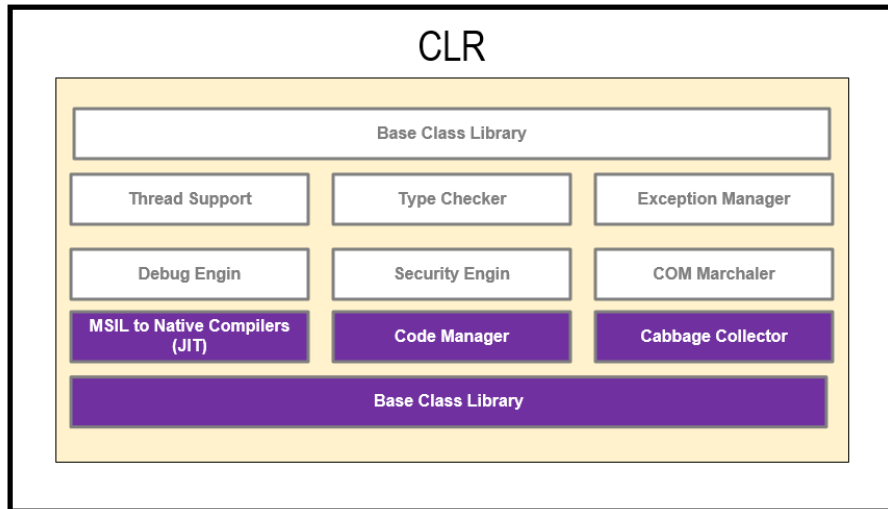 CLR
Base Class Library
Thread Support
Type Checker
Exception Manager
Debug Engin
Security Engin
COM Marchaler
MSIL to Native Compilers
(JIT)
Code Manager
Cabbage Collector
Base Class Library